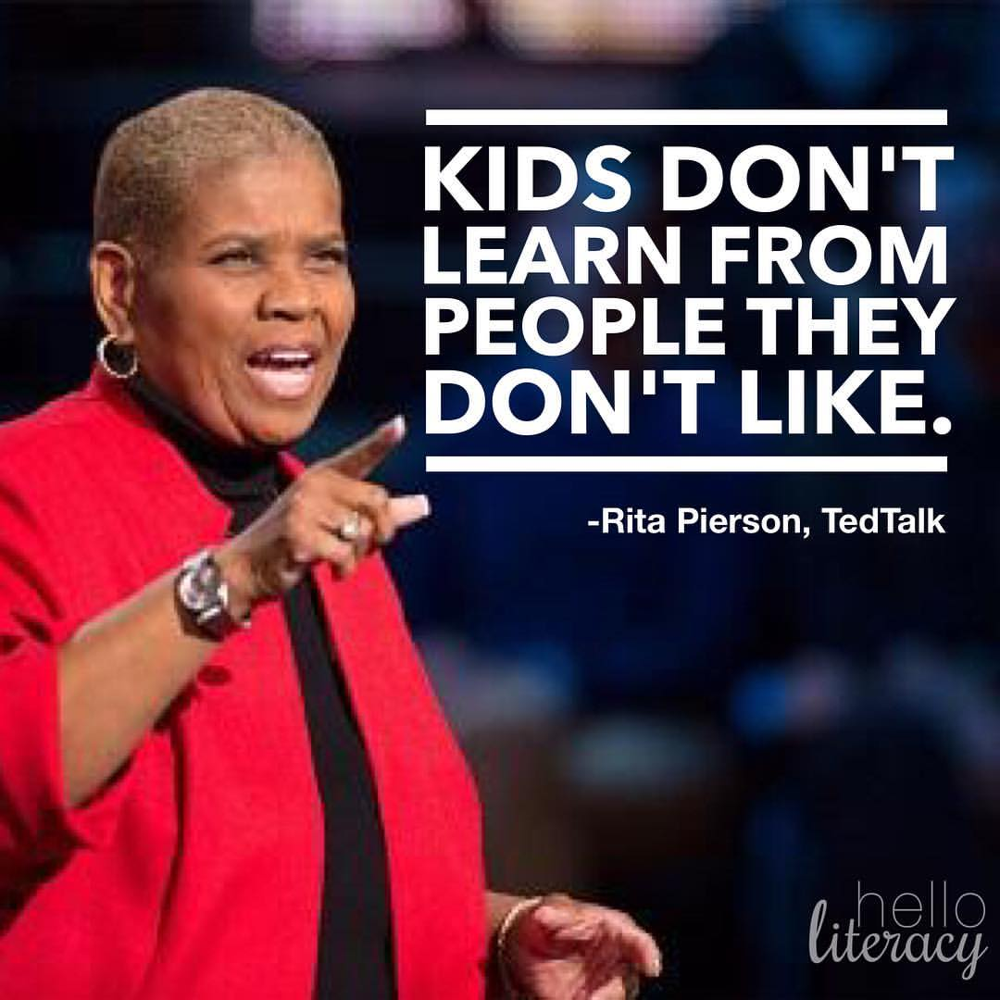 KIDS DON'T
LEARN FROM
PEOPLE THEY
DON'T LIKE.
-Rita Pierson, TedTalk
hello
literacy